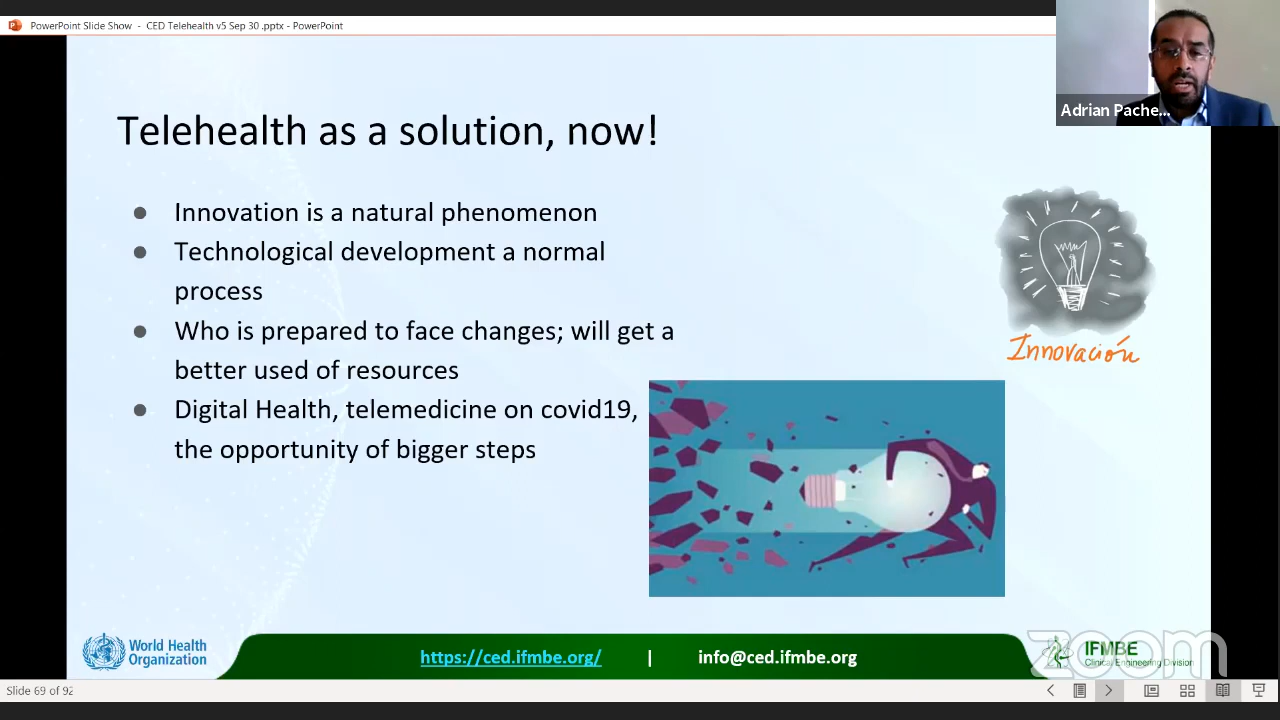 PowerPoint Slide Show - CED Telehealth v5 Sep 30 .pptx - PowerPoint
Adrian Pache...
Telehealth as a solution, now!
● Innovation is a natural phenomenon
● Technological development a normal
process
● Who is prepared to face changes; will get a
better used of resources
● Digital Health, telemedicine on covid19,
the opportunity of bigger steps
Innovación
World Health
Organization
https://ced.ifmbe.org/ | info@ced.ifmbe.org
zoom
IFMBE
Clinical Engineering Division
Slide 69 of 92